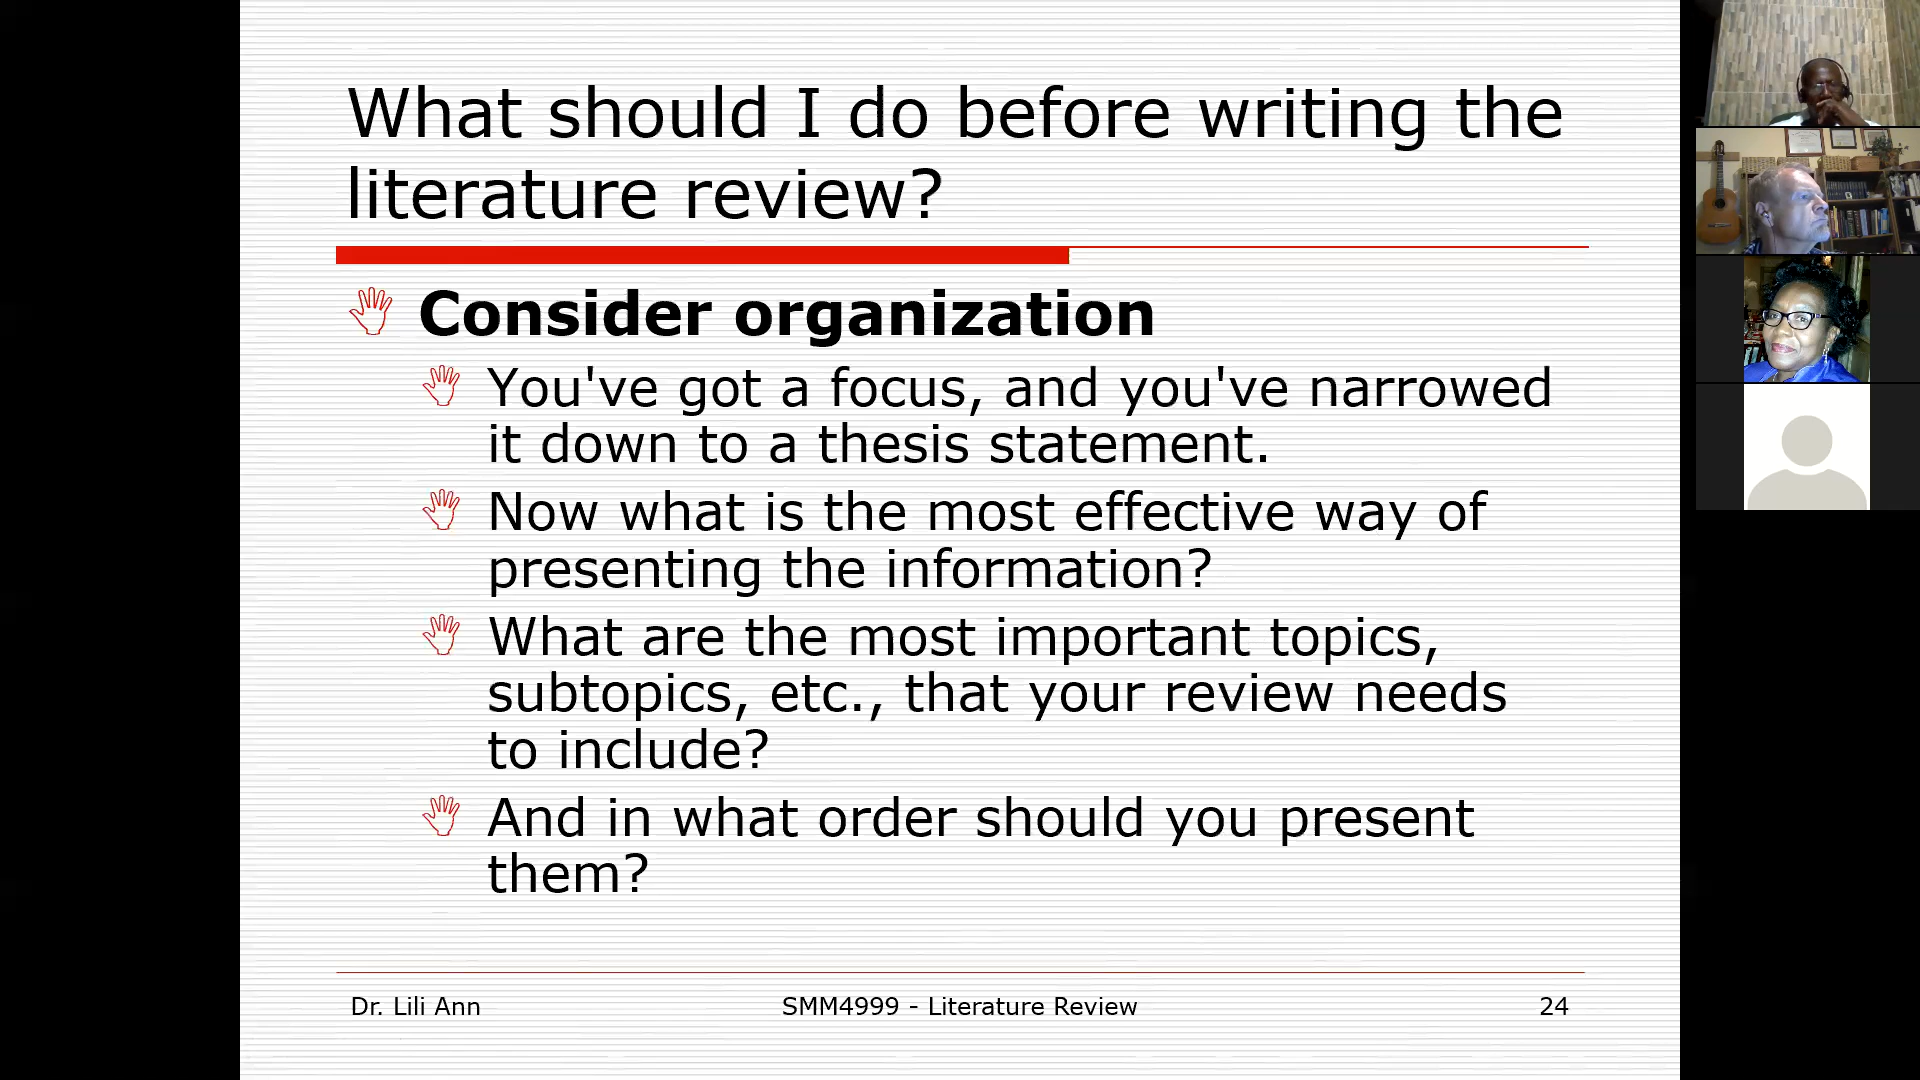 What should I do before writing the
literature review?
Consider organization
You've got a focus, and you've narrowed
it down to a thesis statement.
Now what is the most effective way of
presenting the information?
What are the most important topics,
subtopics, etc., that your review needs
to include?
And in what order should you present
them?
Dr. Lili Ann
SMM4999 - Literature Review
24